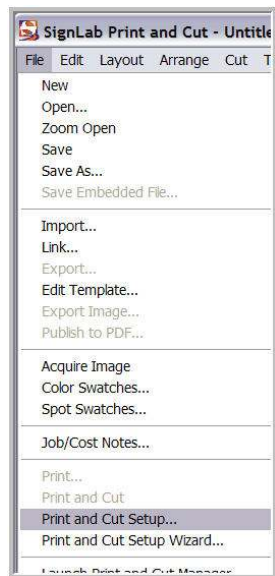 SignLab Print and Cut - Untitle
File Edit Layout Arrange Cut T
New
Open...
Zoom Open
Save
Save As...
Save Embedded File...
Import...
Link...
Export...
Edit Template...
Export Image...
Publish to PDF...
Acquire Image
Color Swatches...
Spot Swatches...
Job/Cost Notes...
Print...
Print and Cut
Print and Cut Setup...
Print and Cut Setup Wizard...
Launch Print and Cut Manager